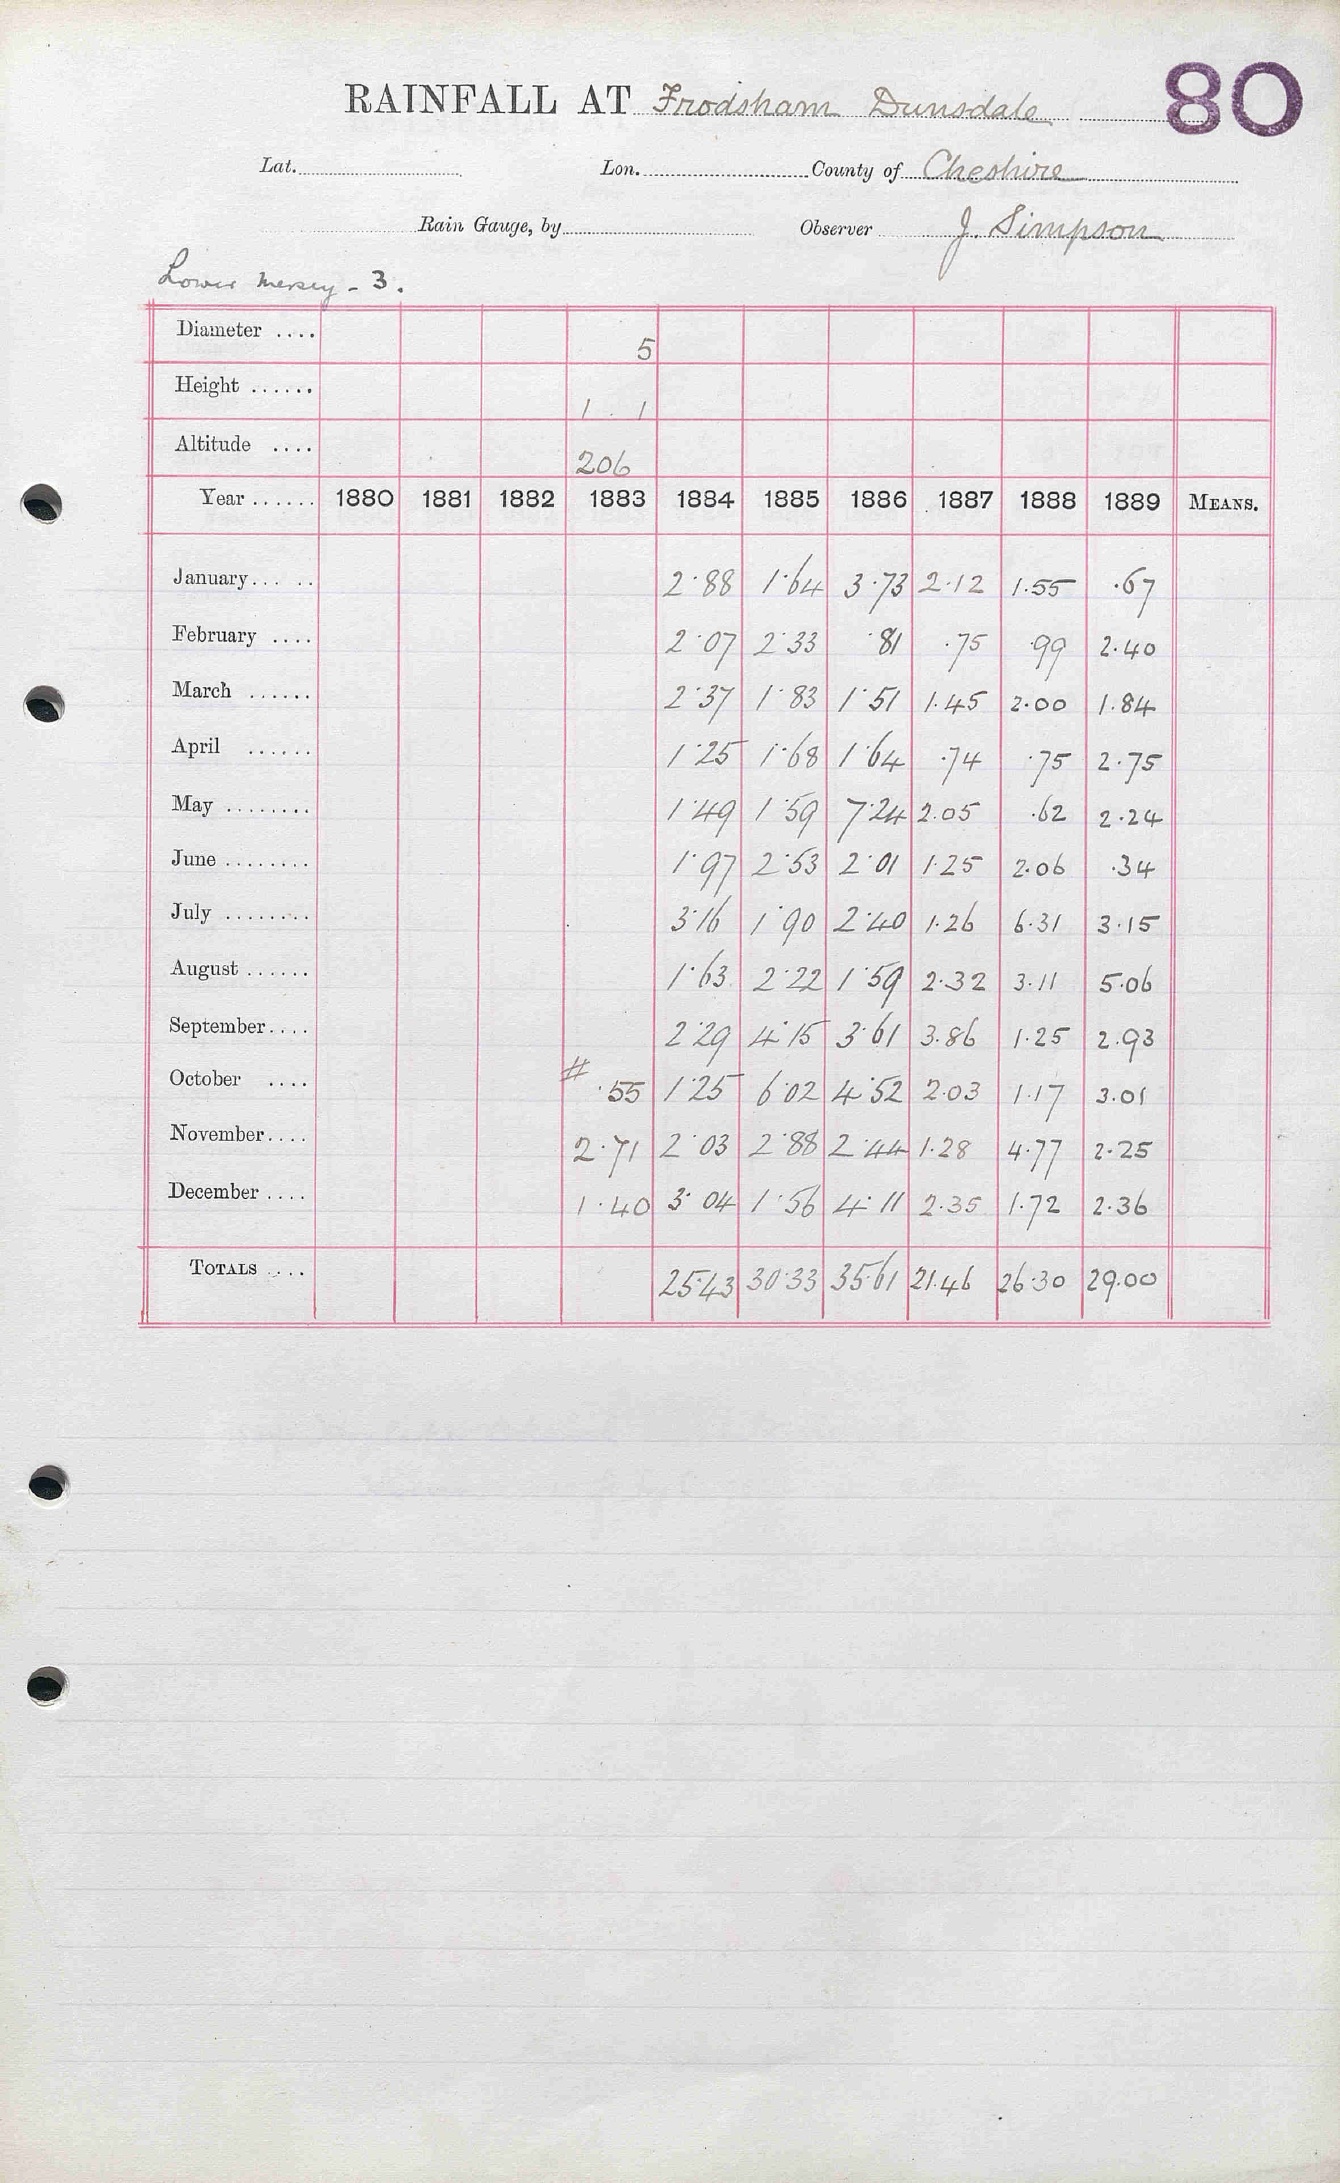 RAINFALL AT Frodsham Dunsdale 80
Lat. Lon. County of Cheshire
Rain Gauge, by Observer J. Simpson
Lower Mersey - 3.
Diameter .... 5
Height ...... 1 . 1
Altitude .... 206
Year ...... 1880 1881 1882 1883 1884 1885 1886 1887 1888 1889 MEANS.
January... .. 2·88 1·64 3·73 2·12 1·55 ·67
February .... 2·07 2·33 ·81 ·75 ·99 2·40
March ...... 2·37 1·83 1·51 1·45 2·00 1·84
April ...... 1·25 1·68 1·64 ·74 ·75 2·75
May ........ 1·49 1·59 7·24 2·05 ·62 2·24
June ........ 1·97 2·53 2·01 1·25 2·06 ·34
July ........ 3·16 1·90 2·40 1·26 6·31 3·15
August ...... 1·63 2·22 1·59 2·32 3·11 5·06
September.... 2·29 4·15 3·61 3·86 1·25 2·93
October .... # ·55 1·25 6·02 4·52 2·03 1·17 3·01
November.... 2·71 2·03 2·88 2·44 1·28 4·77 2·25
December .... 1·40 3·04 1·56 4·11 2·35 1·72 2·36
TOTALS .... 25·43 30·33 35·61 21·46 26·30 29·00